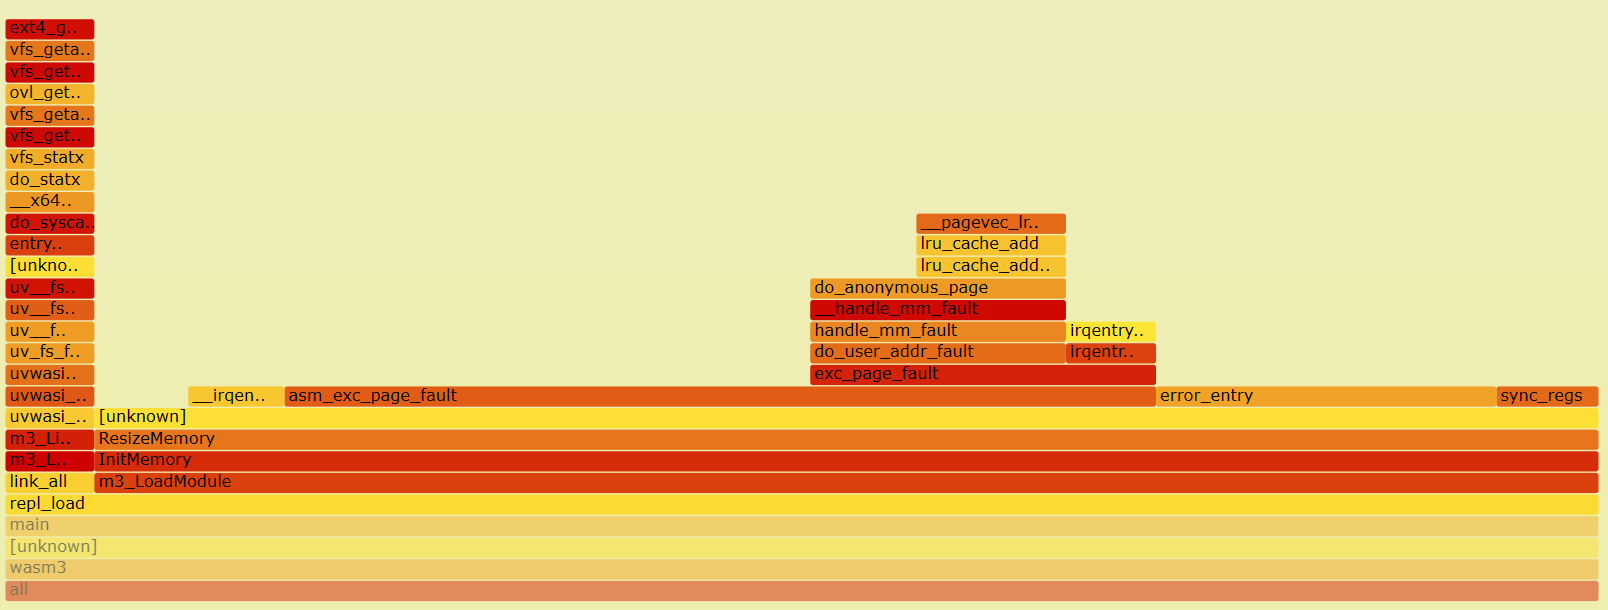 ext4_g..
vfs_geta..
vfs_get..
ovl_get..
vfs_geta..
vfs_get..
vfs_statx
do_statx
__x64..
do_sysca.. __pagevec_lr..
entry.. lru_cache_add
[unkno.. lru_cache_add..
uv__fs.. do_anonymous_page
uv__fs.. __handle_mm_fault
uv__f.. handle_mm_fault irqentry..
uv_fs_f.. do_user_addr_fault irqentr..
uvwasi.. exc_page_fault
uvwasi_.. __irqen.. asm_exc_page_fault error_entry sync_regs
uvwasi_.. [unknown]
m3_Li.. ResizeMemory
m3_L.. InitMemory
link_all m3_LoadModule
repl_load
main
[unknown]
wasm3
all